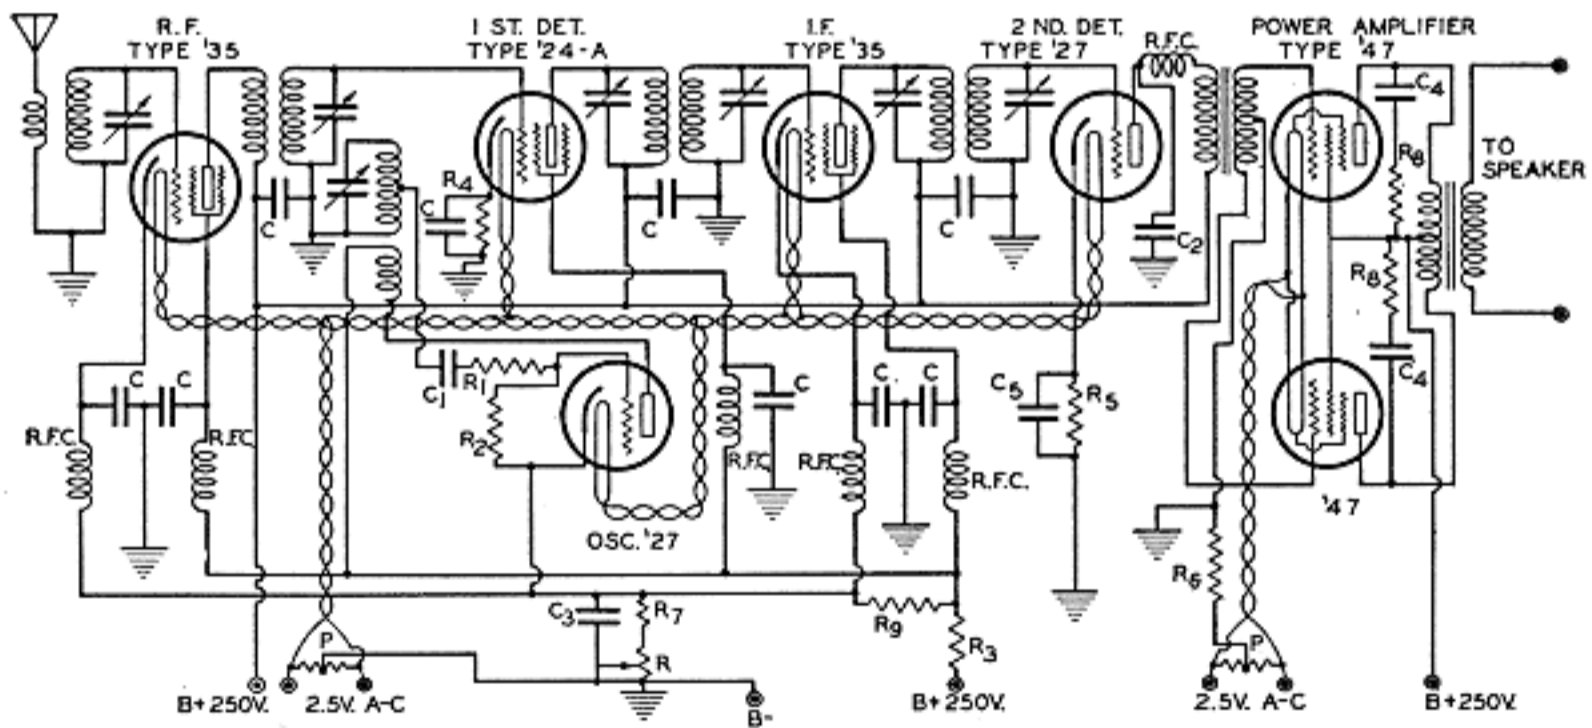 R.F.
TYPE '35
1 ST. DET.
TYPE '24-A
I.F.
TYPE '35
2 ND. DET.
TYPE '27
R.F.C.
POWER AMPLIFIER
TYPE '47
C4
R8
TO
SPEAKER
R4
C
C
C
C
C2
R8
C4
C
C
C1
R1
R2
C
C.
C
C5
R5
R.F.C.
R.F.C
R.F.C
R.F.C.
R.F.C.
OSC. '27
'47
R6
C3
R7
R9
R3
P
R
P
B+250V.
2.5V. A-C
B-
B+250V.
2.5V. A-C
B+250V.